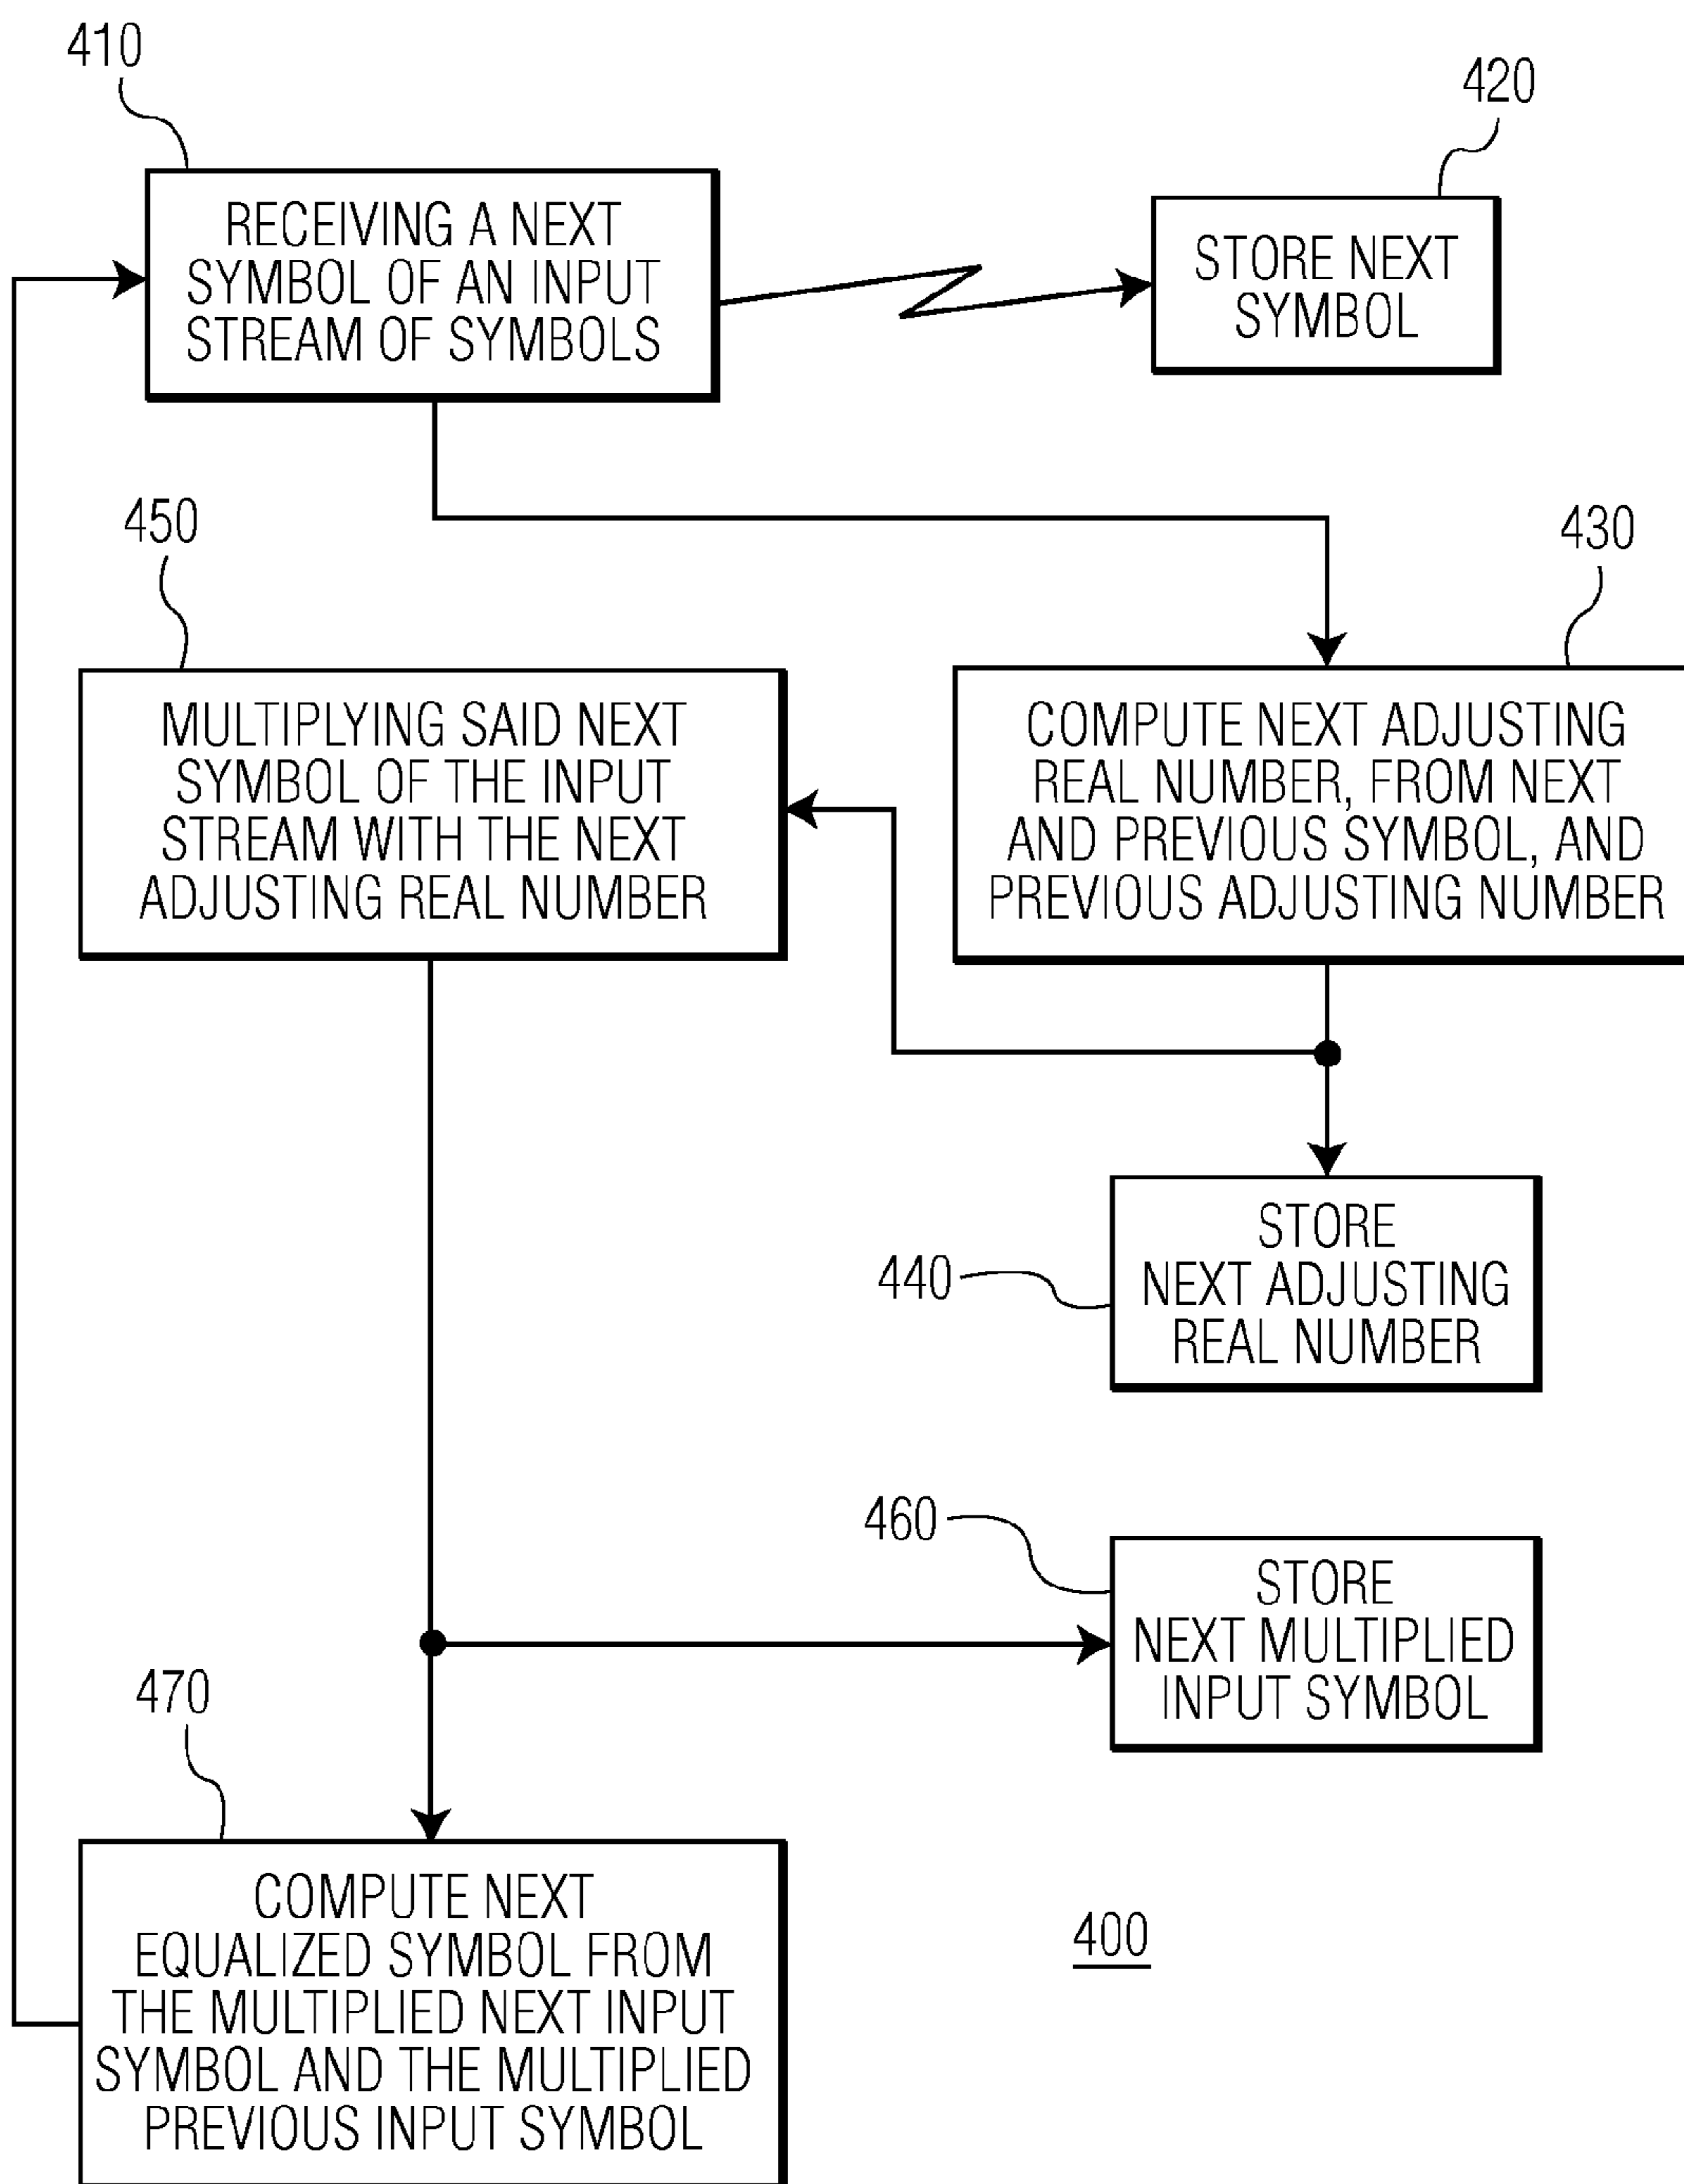 410
RECEIVING A NEXT
SYMBOL OF AN INPUT
STREAM OF SYMBOLS
420
STORE NEXT
SYMBOL
450
MULTIPLYING SAID NEXT
SYMBOL OF THE INPUT
STREAM WITH THE NEXT
ADJUSTING REAL NUMBER
430
COMPUTE NEXT ADJUSTING
REAL NUMBER, FROM NEXT
AND PREVIOUS SYMBOL, AND
PREVIOUS ADJUSTING NUMBER
440
STORE
NEXT ADJUSTING
REAL NUMBER
460
STORE
NEXT MULTIPLIED
INPUT SYMBOL
470
COMPUTE NEXT
EQUALIZED SYMBOL FROM
THE MULTIPLIED NEXT INPUT
SYMBOL AND THE MULTIPLIED
PREVIOUS INPUT SYMBOL
400